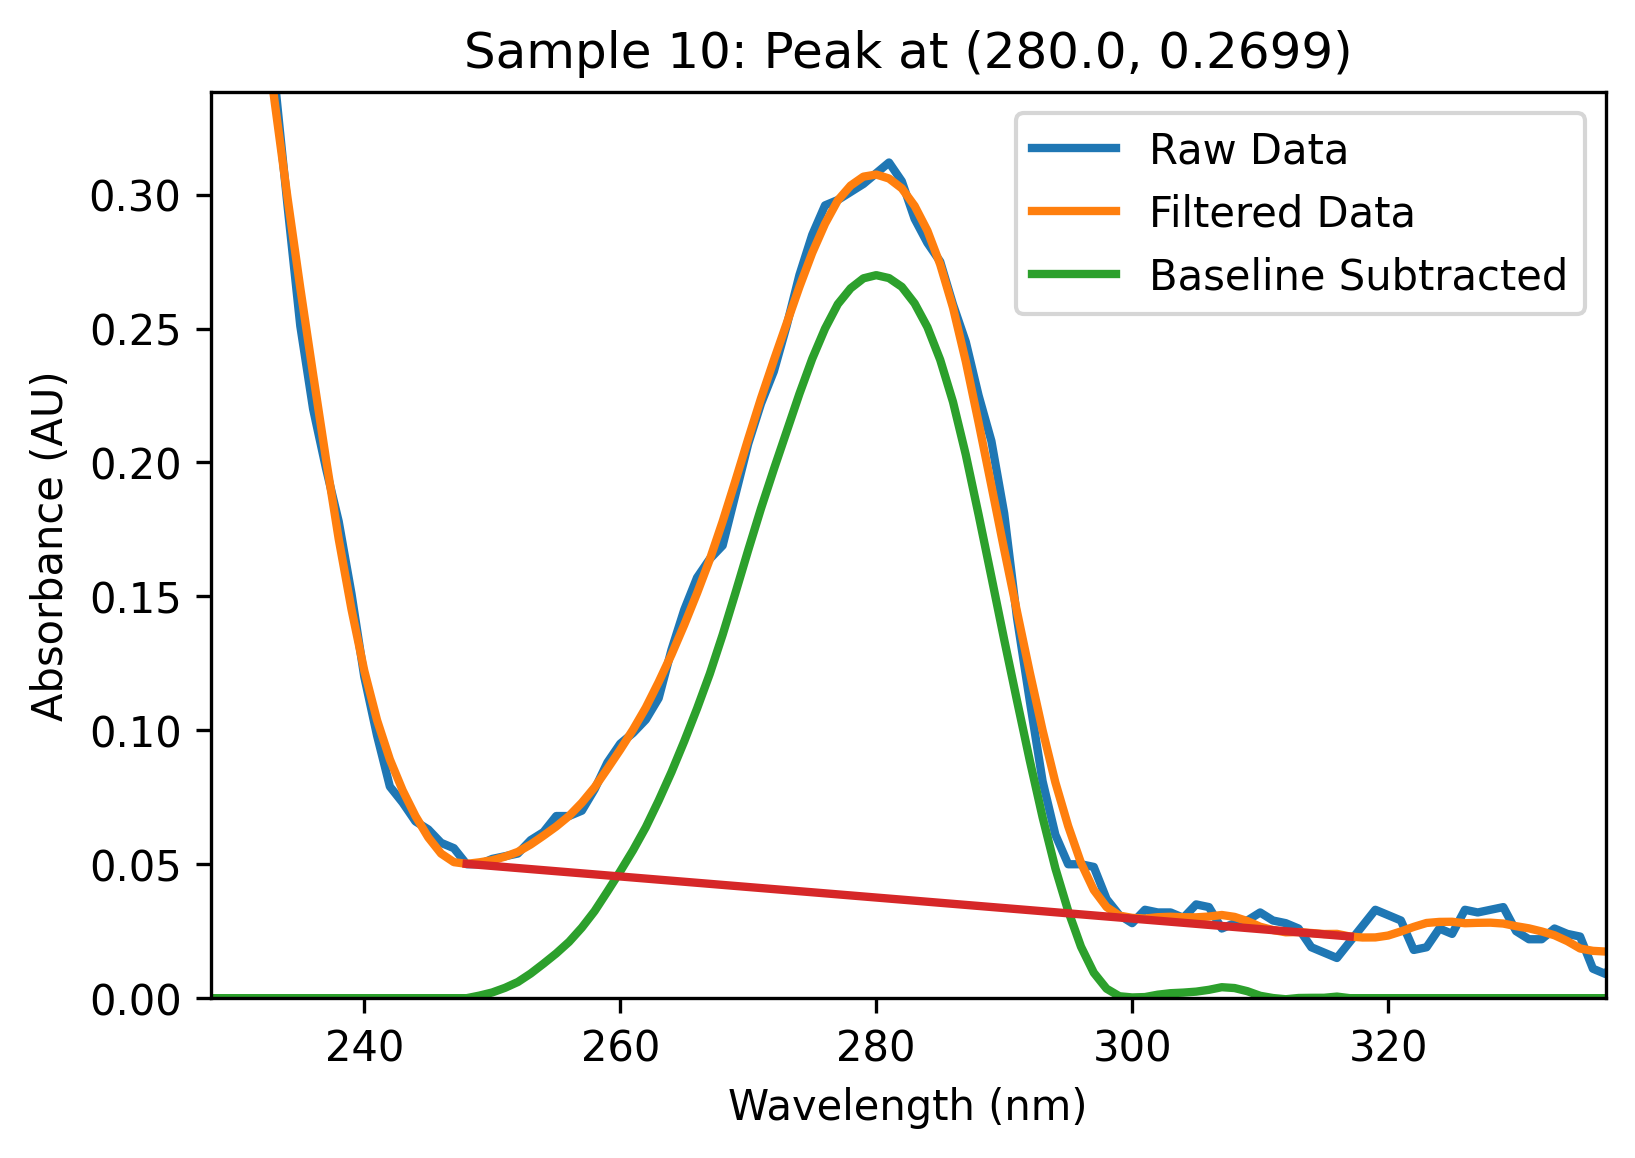 Sample 10: Peak at (280.0, 0.2699)
Raw Data
Filtered Data
Baseline Subtracted
0.30
0.25
0.20
0.15
0.10
0.05
0.00
Absorbance (AU)
240 260 280 300 320
Wavelength (nm)